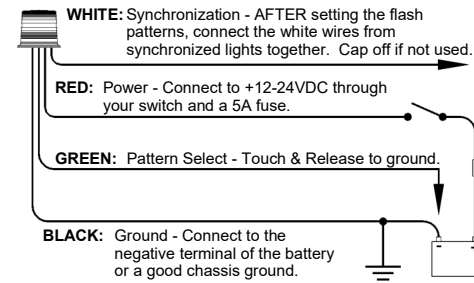 WHITE: Synchronization - AFTER setting the flash
patterns, connect the white wires from
synchronized lights together. Cap off if not used.
RED: Power - Connect to +12-24VDC through
your switch and a 5A fuse.
GREEN: Pattern Select - Touch & Release to ground.
BLACK: Ground - Connect to the
negative terminal of the battery
or a good chassis ground.